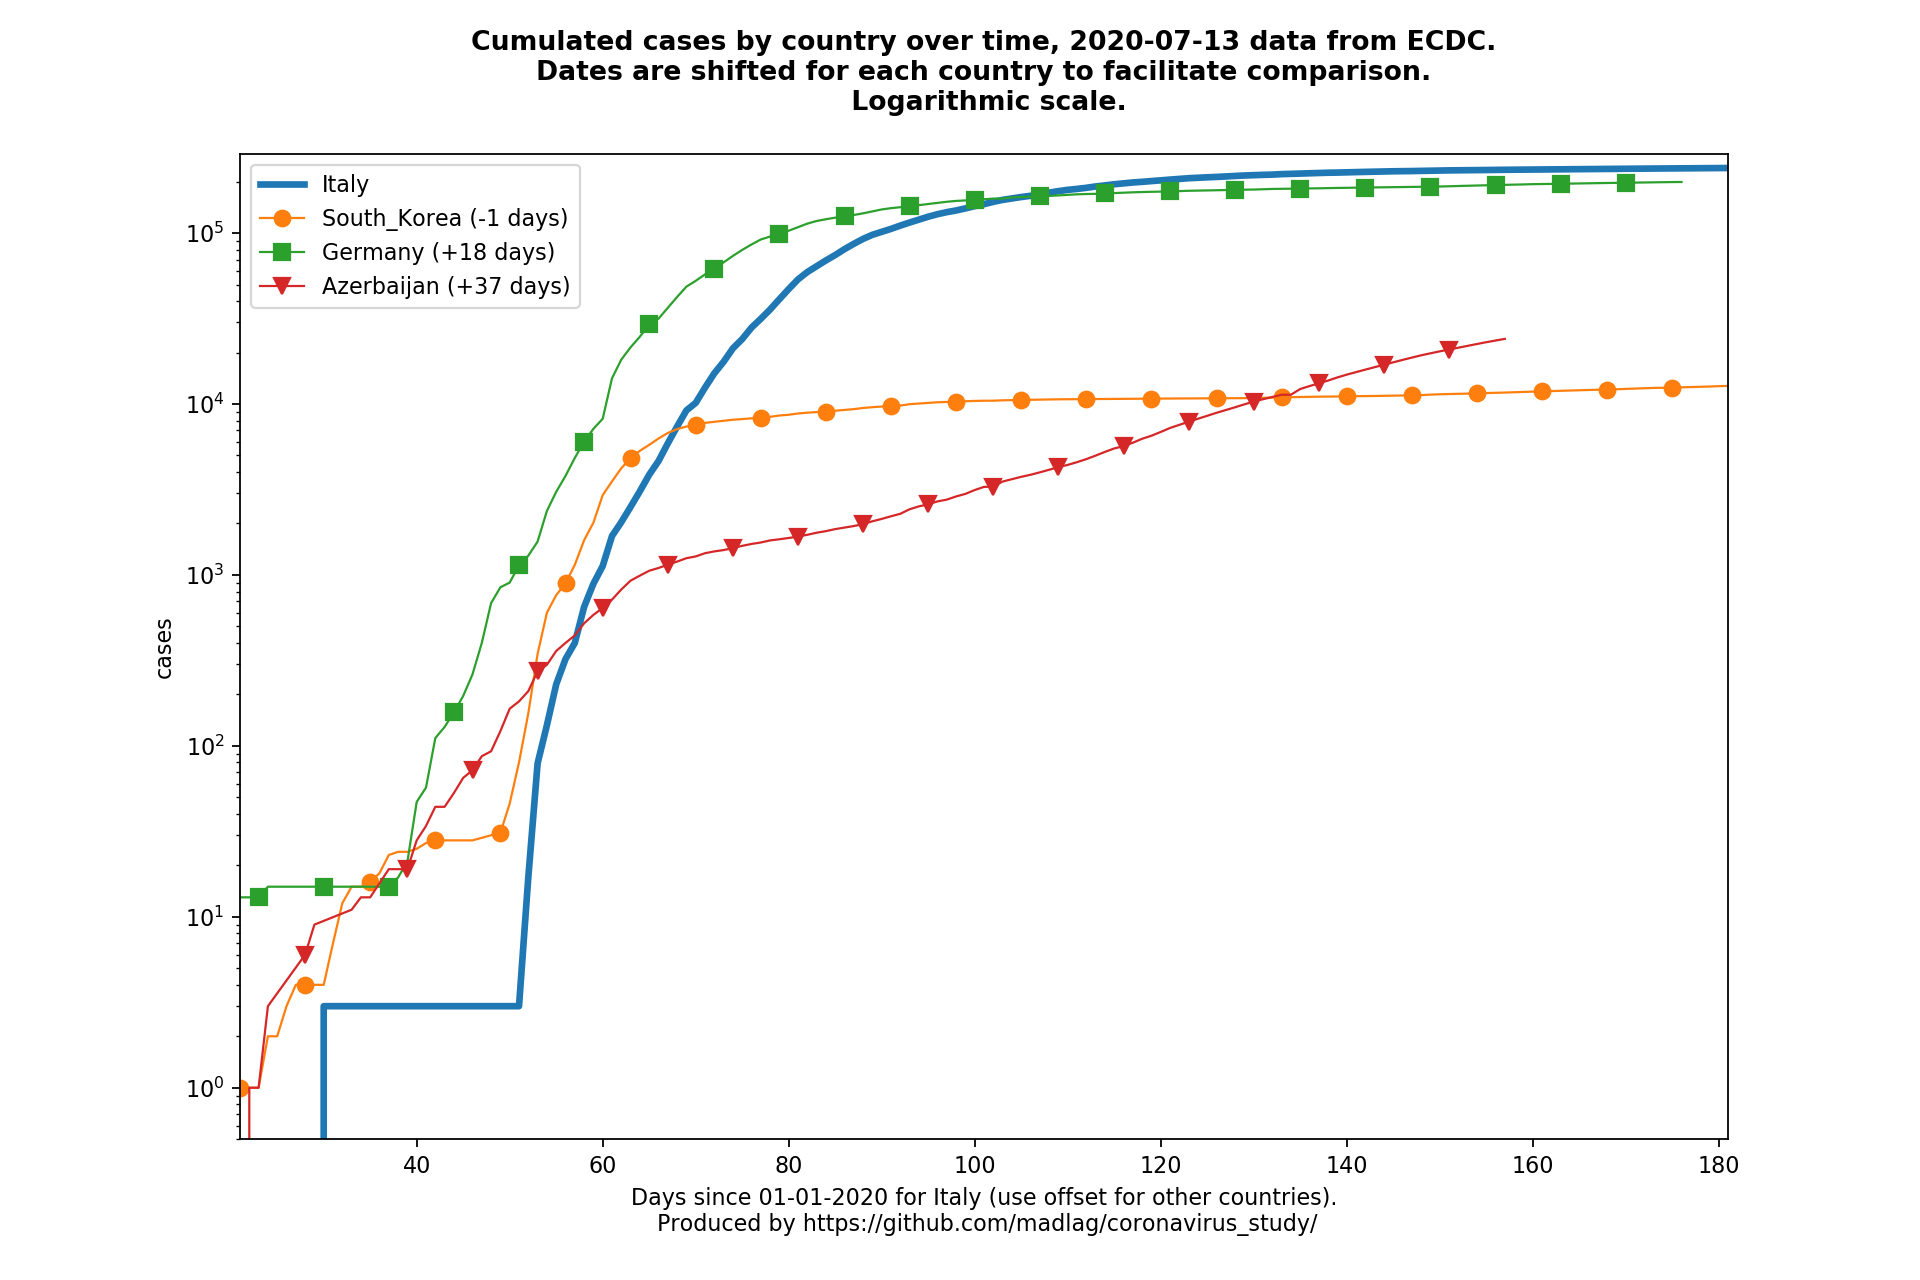 Cumulated cases by country over time, 2020-07-13 data from ECDC.
Dates are shifted for each country to facilitate comparison.
Logarithmic scale.
Italy
South_Korea (-1 days)
Germany (+18 days)
Azerbaijan (+37 days)
10^5
10^4
10^3
10^2
10^1
10^0
cases
40 60 80 100 120 140 160 180
Days since 01-01-2020 for Italy (use offset for other countries).
Produced by https://github.com/madlag/coronavirus_study/